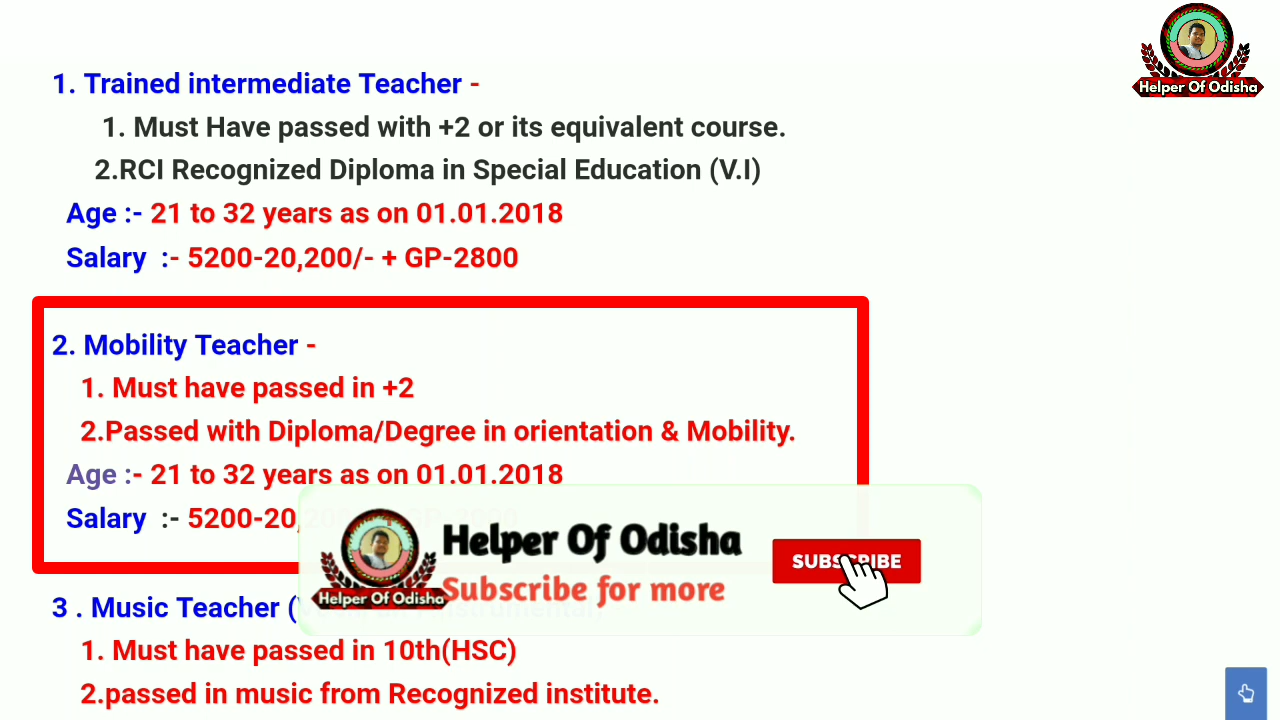 Helper Of Odisha
1. Trained intermediate Teacher -
1. Must Have passed with +2 or its equivalent course.
2.RCI Recognized Diploma in Special Education (V.I)
Age :- 21 to 32 years as on 01.01.2018
Salary :- 5200-20,200/- + GP-2800
2. Mobility Teacher -
1. Must have passed in +2
2.Passed with Diploma/Degree in orientation & Mobility.
Age :- 21 to 32 years as on 01.01.2018
Salary :- 5200-20,
Helper Of Odisha
Subscribe for more
SUBSCRIBE
Helper Of Odisha
3 . Music Teacher (
1. Must have passed in 10th(HSC)
2.passed in music from Recognized institute.